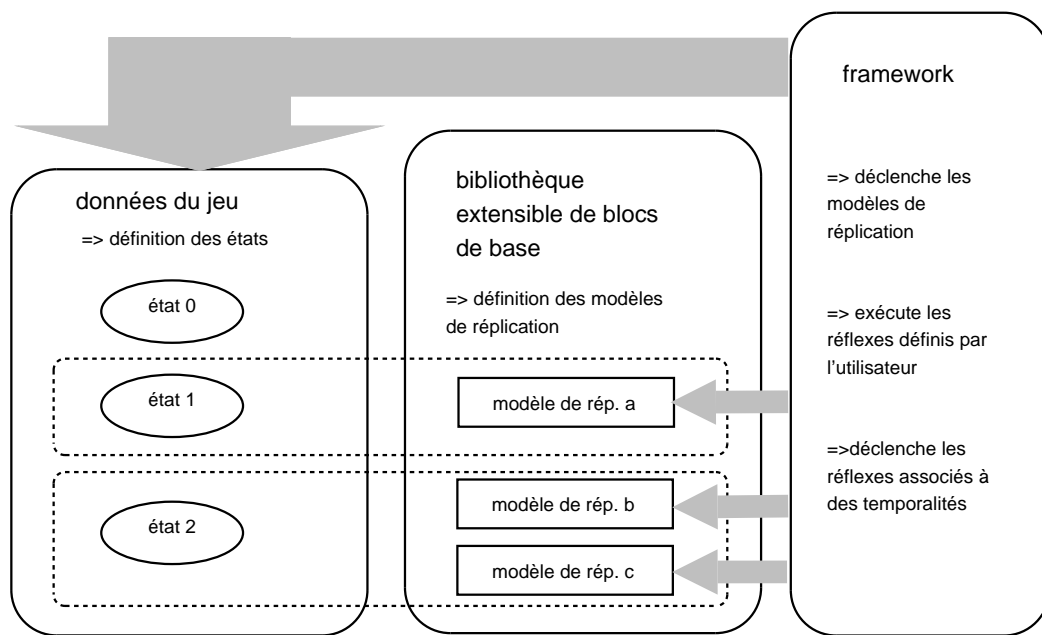 données du jeu
=> définition des états
état 0
état 1
état 2
bibliothèque
extensible de blocs
de base
=> définition des modèles
de réplication
modèle de rép. a
modèle de rép. b
modèle de rép. c
framework
=> déclenche les
modèles de
réplication
=> exécute les
réflexes définis par
l'utilisateur
=>déclenche les
réflexes associés à
des temporalités